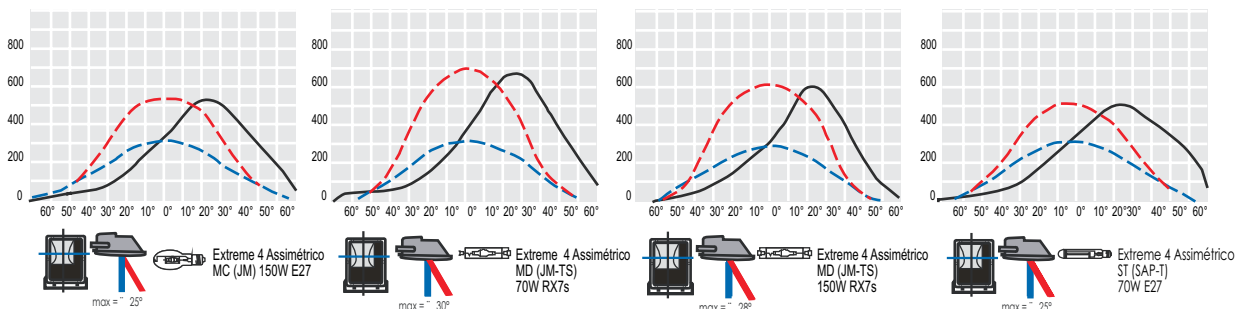 800
600
400
200
0
60° 50° 40° 30° 20° 10° 0° 10° 20° 30° 40° 50° 60°
Extreme 4 Assimétrico
MC (JM) 150W E27
max = ¨ 25º
800
600
400
200
0
60° 50° 40° 30° 20° 10° 0° 10° 20° 30° 40° 50° 60°
Extreme 4 Assimétrico
MD (JM-TS)
70W RX7s
max = ¨ 30º
800
600
400
200
0
60° 50° 40° 30° 20° 10° 0° 10° 20° 30° 40° 50° 60°
Extreme 4 Assimétrico
MD (JM-TS)
150W RX7s
max = ¨ 28º
800
600
400
200
0
60° 50° 40° 30° 20° 10° 0° 10° 20°30° 40° 50° 60°
Extreme 4 Assimétrico
ST (SAP-T)
70W E27
max = ¨ 25º